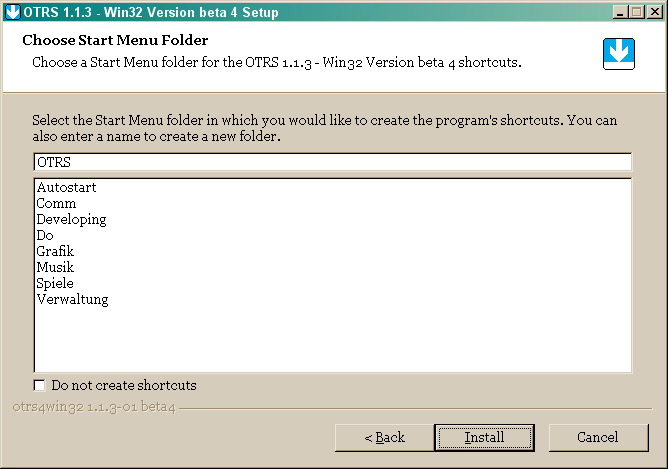 OTRS 1.1.3 - Win32 Version beta 4 Setup
Choose Start Menu Folder
Choose a Start Menu folder for the OTRS 1.1.3 - Win32 Version beta 4 shortcuts.
Select the Start Menu folder in which you would like to create the program's shortcuts. You can
also enter a name to create a new folder.
OTRS
Autostart
Comm
Developing
Do
Grafik
Musik
Spiele
Verwaltung
Do not create shortcuts
otrs4win32 1.1.3-01 beta4
< Back
Install
Cancel